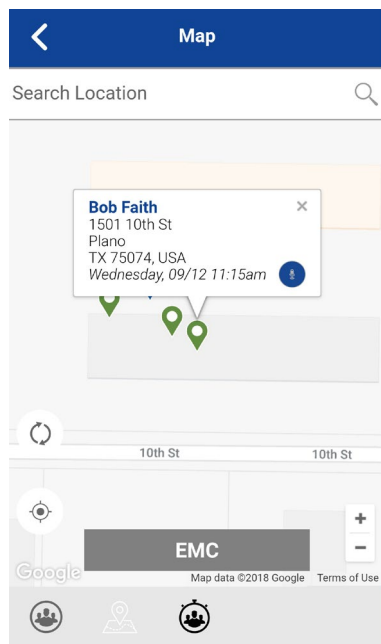 Map
Search Location
Bob Faith
1501 10th St
Plano
TX 75074, USA
Wednesday, 09/12 11:15am
10th St
10th St
EMC
Google
Map data ©2018 Google
Terms of Use